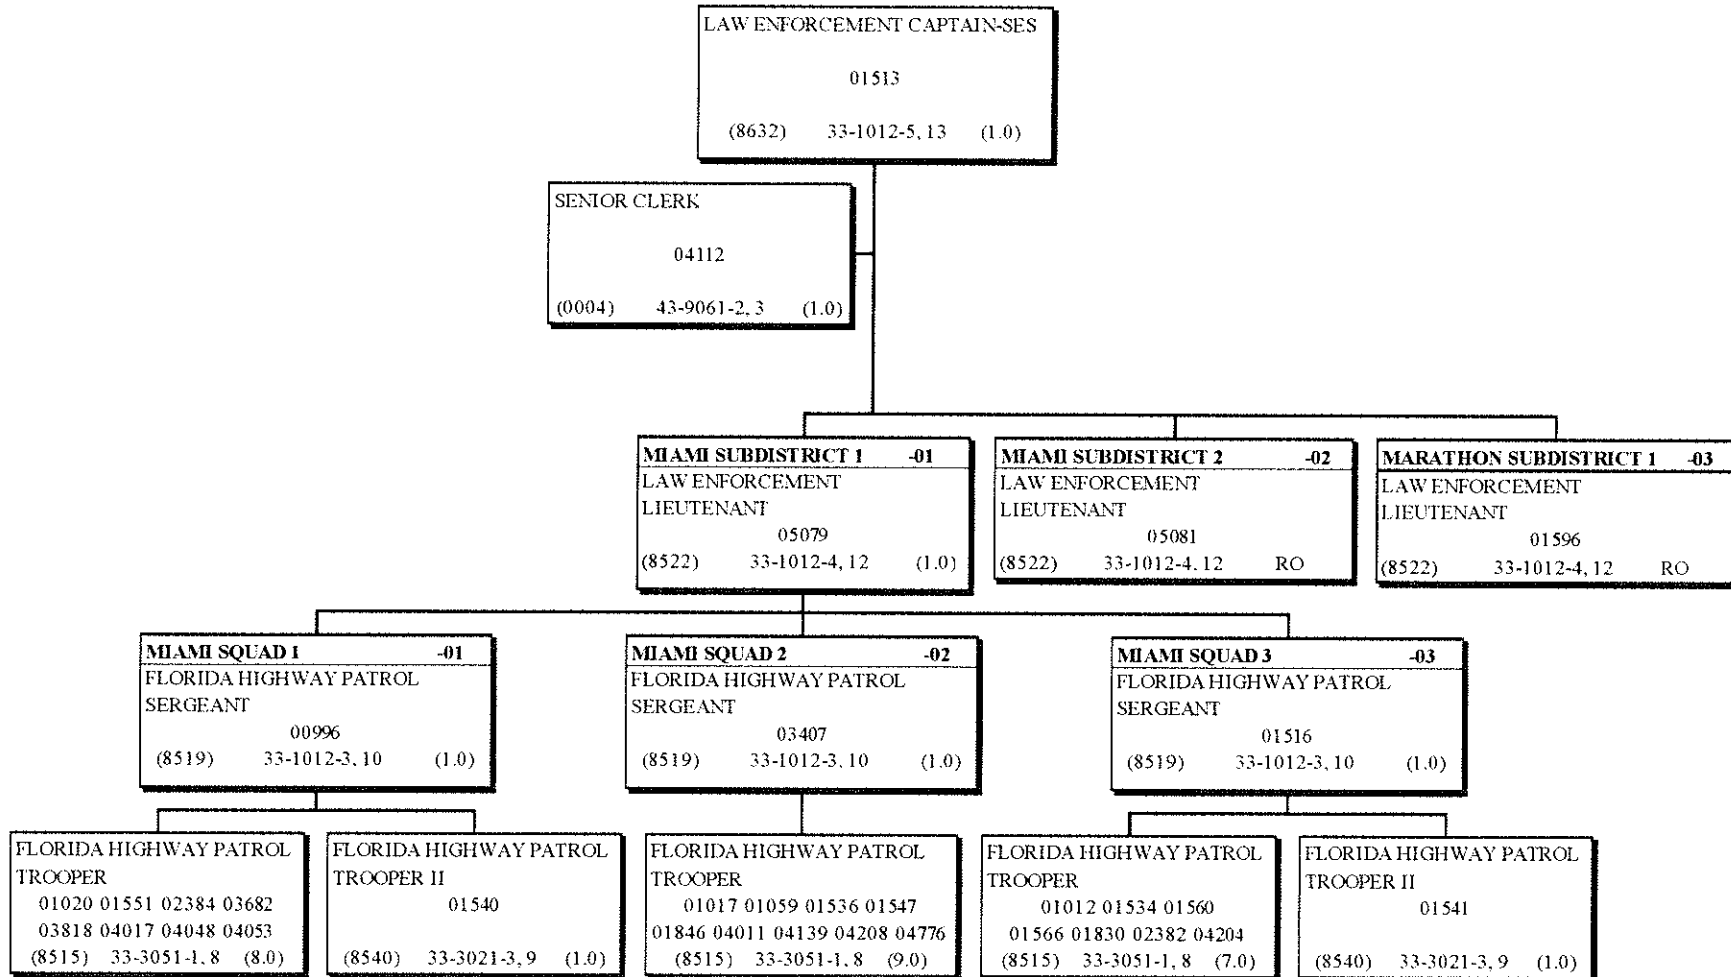 LAW ENFORCEMENT CAPTAIN-SES
01513
(8632) 33-1012-5, 13 (1.0)
SENIOR CLERK
04112
(0004) 43-9061-2, 3 (1.0)
MIAMI SUBDISTRICT 1 -01
LAW ENFORCEMENT
LIEUTENANT
05079
(8522) 33-1012-4, 12 (1.0)
MIAMI SUBDISTRICT 2 -02
LAW ENFORCEMENT
LIEUTENANT
05081
(8522) 33-1012-4, 12 RO
MARATHON SUBDISTRICT 1 -03
LAW ENFORCEMENT
LIEUTENANT
01596
(8522) 33-1012-4, 12 RO
MIAMI SQUAD 1 -01
FLORIDA HIGHWAY PATROL
SERGEANT
00996
(8519) 33-1012-3, 10 (1.0)
MIAMI SQUAD 2 -02
FLORIDA HIGHWAY PATROL
SERGEANT
03407
(8519) 33-1012-3, 10 (1.0)
MIAMI SQUAD 3 -03
FLORIDA HIGHWAY PATROL
SERGEANT
01516
(8519) 33-1012-3, 10 (1.0)
FLORIDA HIGHWAY PATROL
TROOPER
01020 01551 02384 03682
03818 04017 04048 04053
(8515) 33-3051-1, 8 (8.0)
FLORIDA HIGHWAY PATROL
TROOPER II
01540
(8540) 33-3021-3, 9 (1.0)
FLORIDA HIGHWAY PATROL
TROOPER
01017 01059 01536 01547
01846 04011 04139 04208 04776
(8515) 33-3051-1, 8 (9.0)
FLORIDA HIGHWAY PATROL
TROOPER
01012 01534 01560
01566 01830 02382 04204
(8515) 33-3051-1, 8 (7.0)
FLORIDA HIGHWAY PATROL
TROOPER II
01541
(8540) 33-3021-3, 9 (1.0)